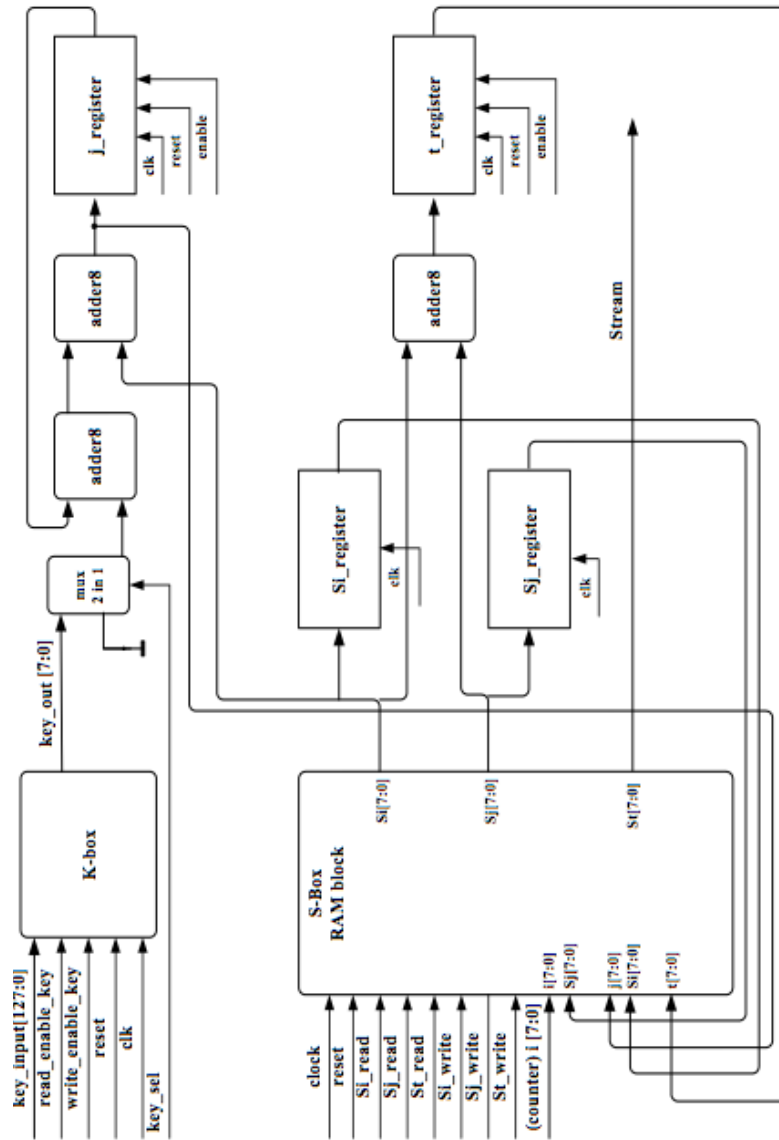 key_input[127:0]
read_enable_key
write_enable_key
reset
clk
key_sel
K-box
key_out [7:0]
mux
2 in 1
adder8
adder8
j_register
clk
reset
enable
clock
reset
Si_read
Sj_read
St_read
Si_write
Sj_write
St_write
(counter) i [7:0]
S-Box
RAM block
i[7:0]
Sj[7:0]
j[7:0]
Si[7:0]
t[7:0]
Si[7:0]
Sj[7:0]
St[7:0]
Si_register
clk
Sj_register
clk
adder8
t_register
clk
reset
enable
Stream